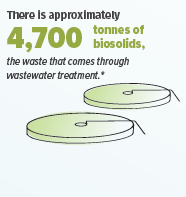 There is approximately
4,700 tonnes of
biosolids,
the waste that comes through
wastewater treatment.*